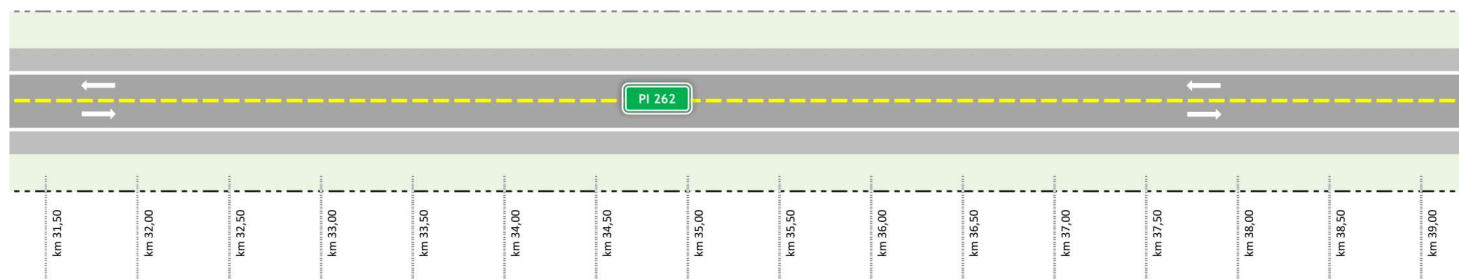 PI 262
km 31,50
km 32,00
km 32,50
km 33,00
km 33,50
km 34,00
km 34,50
km 35,00
km 35,50
km 36,00
km 36,50
km 37,00
km 37,50
km 38,00
km 38,50
km 39,00